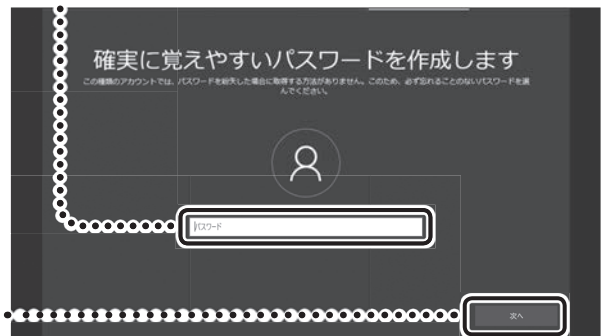 確実に覚えやすいパスワードを作成します
この種類のアカウントでは、パスワードを紛失した場合に取得する方法がありません。このため、必ず忘れることのないパスワードを選
んでください。
パスワード
次へ